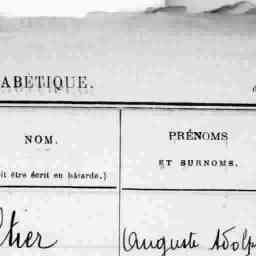 ABÉTIQUE.
NOM.
PRÉNOMS
ET SURNOMS.
it être écrit en bâtarde.)
tier Auguste Adolp